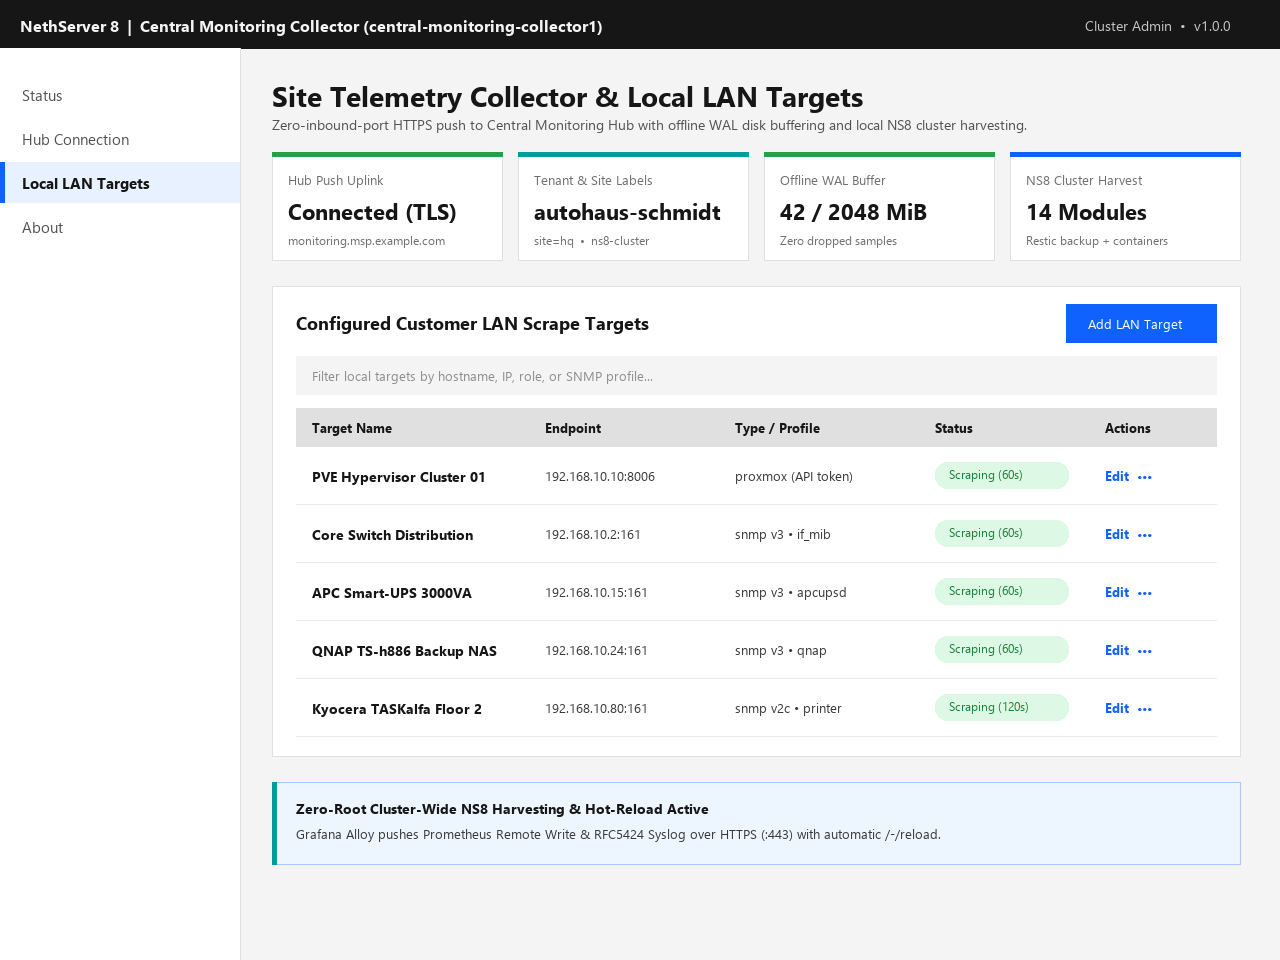 NethServer 8 | Central Monitoring Collector (central-monitoring-collector1)
Cluster Admin • v1.0.0
Status
Hub Connection
Local LAN Targets
About
Site Telemetry Collector & Local LAN Targets
Zero-inbound-port HTTPS push to Central Monitoring Hub with offline WAL disk buffering and local NS8 cluster harvesting.
Hub Push Uplink
Connected (TLS)
monitoring.msp.example.com
Tenant & Site Labels
autohaus-schmidt
site=hq • ns8-cluster
Offline WAL Buffer
42 / 2048 MiB
Zero dropped samples
NS8 Cluster Harvest
14 Modules
Restic backup + containers
Configured Customer LAN Scrape Targets
Add LAN Target
Filter local targets by hostname, IP, role, or SNMP profile...
Target Name Endpoint Type / Profile Status Actions
PVE Hypervisor Cluster 01 192.168.10.10:8006 proxmox (API token) Scraping (60s) Edit •••
Core Switch Distribution 192.168.10.2:161 snmp v3 • if_mib Scraping (60s) Edit •••
APC Smart-UPS 3000VA 192.168.10.15:161 snmp v3 • apcupsd Scraping (60s) Edit •••
QNAP TS-h886 Backup NAS 192.168.10.24:161 snmp v3 • qnap Scraping (60s) Edit •••
Kyocera TASKalfa Floor 2 192.168.10.80:161 snmp v2c • printer Scraping (120s) Edit •••
Zero-Root Cluster-Wide NS8 Harvesting & Hot-Reload Active
Grafana Alloy pushes Prometheus Remote Write & RFC5424 Syslog over HTTPS (:443) with automatic /-/reload.